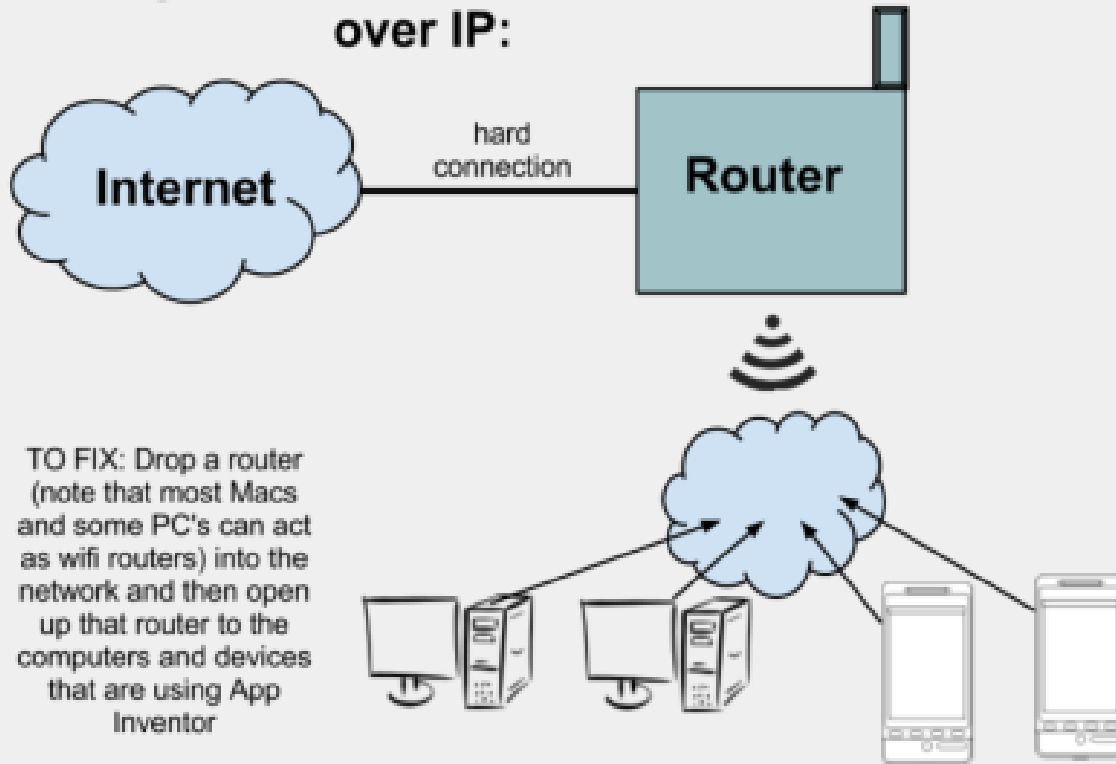 over IP:
hard
connection
Internet
Router
TO FIX: Drop a router
(note that most Macs
and some PC's can act
as wifi routers) into the
network and then open
up that router to the
computers and devices
that are using App
Inventor